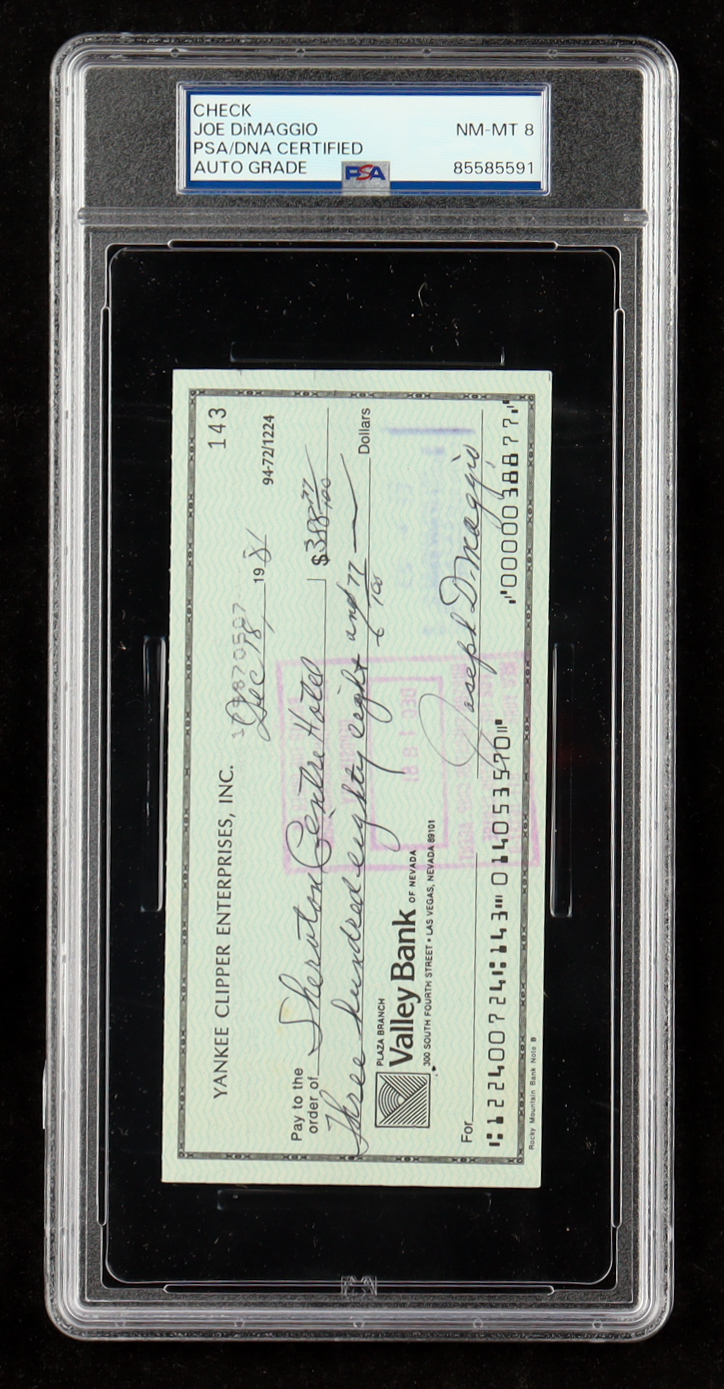 CHECK
JOE DiMAGGIO NM-MT 8
PSA/DNA CERTIFIED
AUTO GRADE PSA 85585591
143
YANKEE CLIPPER ENTERPRISES, INC.
94-72/1224
Dec 18, 1981
Pay to the
order of Sheraton Centre Hotel $388 77/100
Three hundred eighty eight and 77/100 Dollars
PLAZA BRANCH
Valley Bank OF NEVADA
300 SOUTH FOURTH STREET • LAS VEGAS, NEVADA 89101
For Joseph D. Maggio
⑆122400724⑆143⑈ 014053570⑈ ⑈0000038877⑈
Rocky Mountain Bank Note B